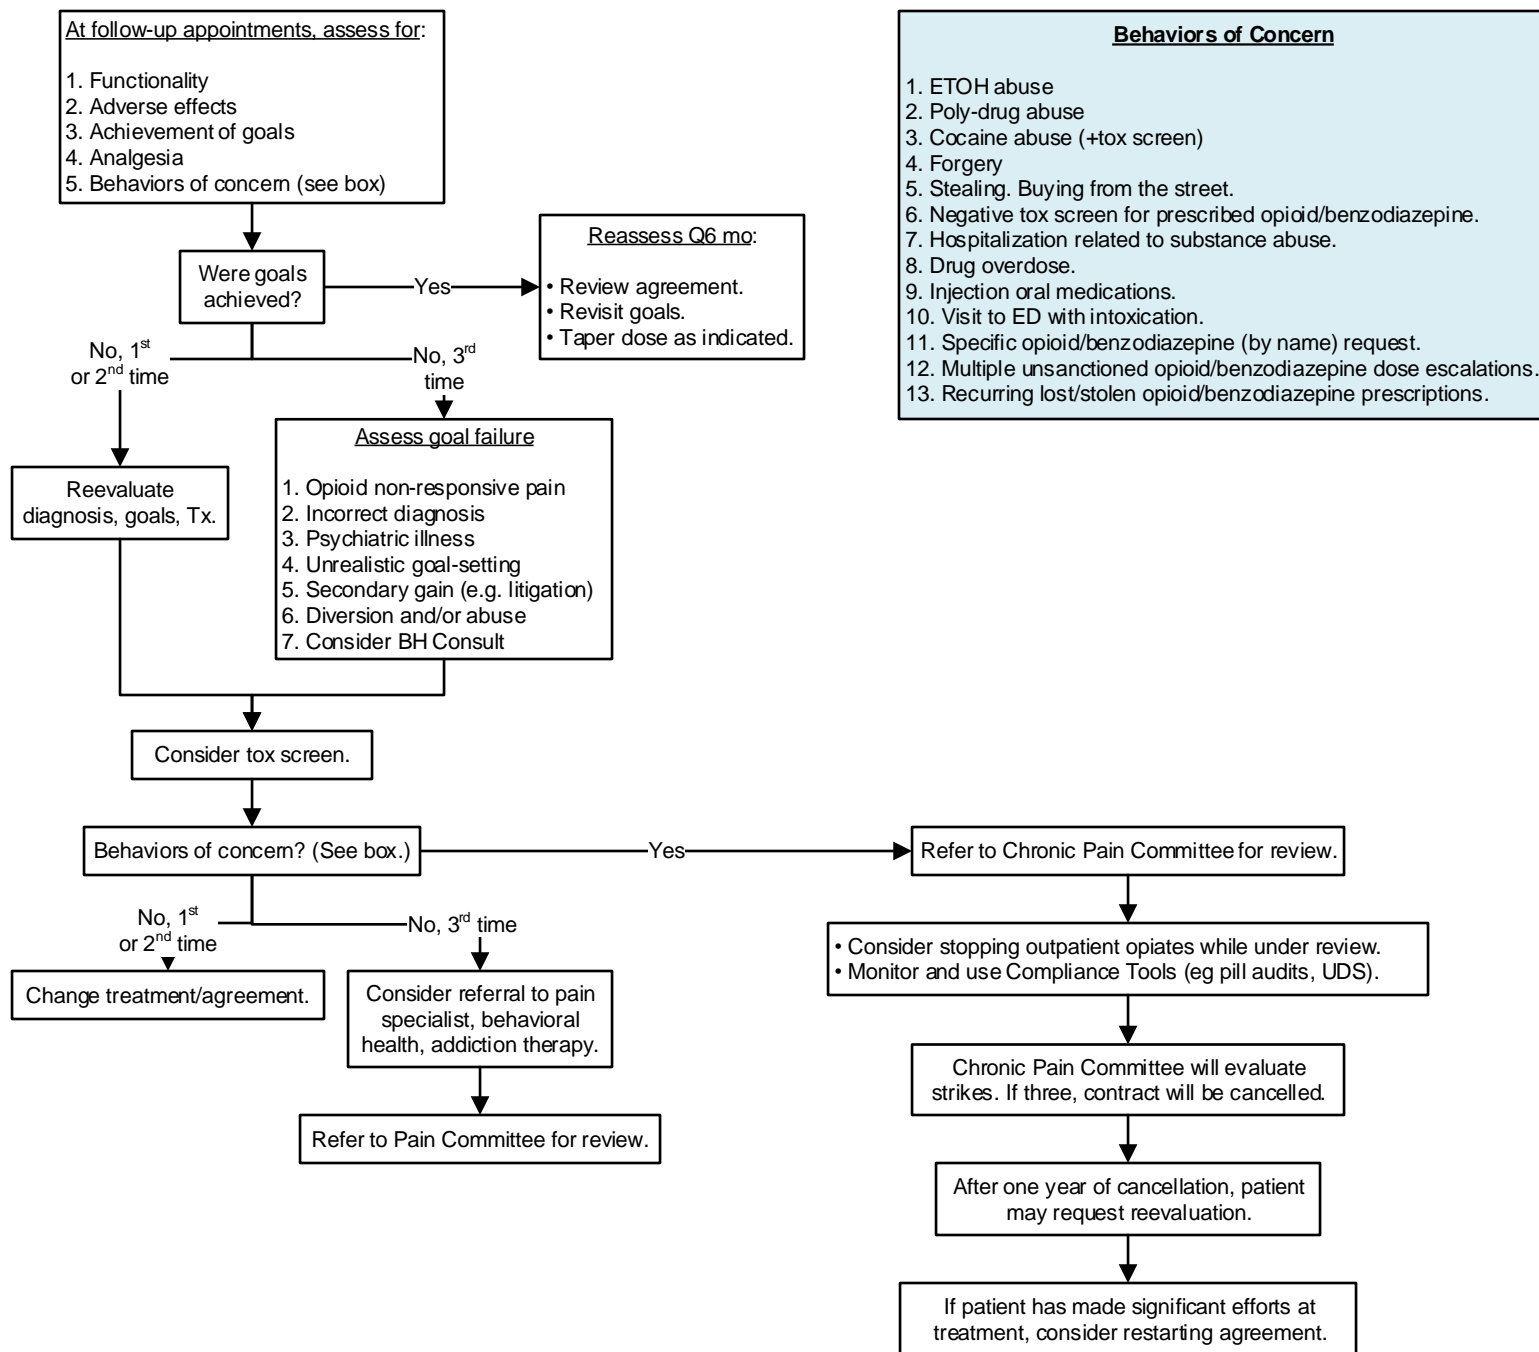 At follow-up appointments, assess for:
1. Functionality
2. Adverse effects
3. Achievement of goals
4. Analgesia
5. Behaviors of concern (see box)
Behaviors of Concern
1. ETOH abuse
2. Poly-drug abuse
3. Cocaine abuse (+tox screen)
4. Forgery
5. Stealing. Buying from the street.
6. Negative tox screen for prescribed opioid/benzodiazepine.
7. Hospitalization related to substance abuse.
8. Drug overdose.
9. Injection oral medications.
10. Visit to ED with intoxication.
11. Specific opioid/benzodiazepine (by name) request.
12. Multiple unsanctioned opioid/benzodiazepine dose escalations.
13. Recurring lost/stolen opioid/benzodiazepine prescriptions.
Were goals
achieved?
Yes
Reassess Q6 mo:
• Review agreement.
• Revisit goals.
• Taper dose as indicated.
No, 1st
or 2nd time
No, 3rd
time
Reevaluate
diagnosis, goals, Tx.
Assess goal failure
1. Opioid non-responsive pain
2. Incorrect diagnosis
3. Psychiatric illness
4. Unrealistic goal-setting
5. Secondary gain (e.g. litigation)
6. Diversion and/or abuse
7. Consider BH Consult
Consider tox screen.
Behaviors of concern? (See box.)
Yes
Refer to Chronic Pain Committee for review.
No, 1st
or 2nd time
No, 3rd time
Change treatment/agreement.
Consider referral to pain
specialist, behavioral
health, addiction therapy.
Refer to Pain Committee for review.
• Consider stopping outpatient opiates while under review.
• Monitor and use Compliance Tools (eg pill audits, UDS).
Chronic Pain Committee will evaluate
strikes. If three, contract will be cancelled.
After one year of cancellation, patient
may request reevaluation.
If patient has made significant efforts at
treatment, consider restarting agreement.